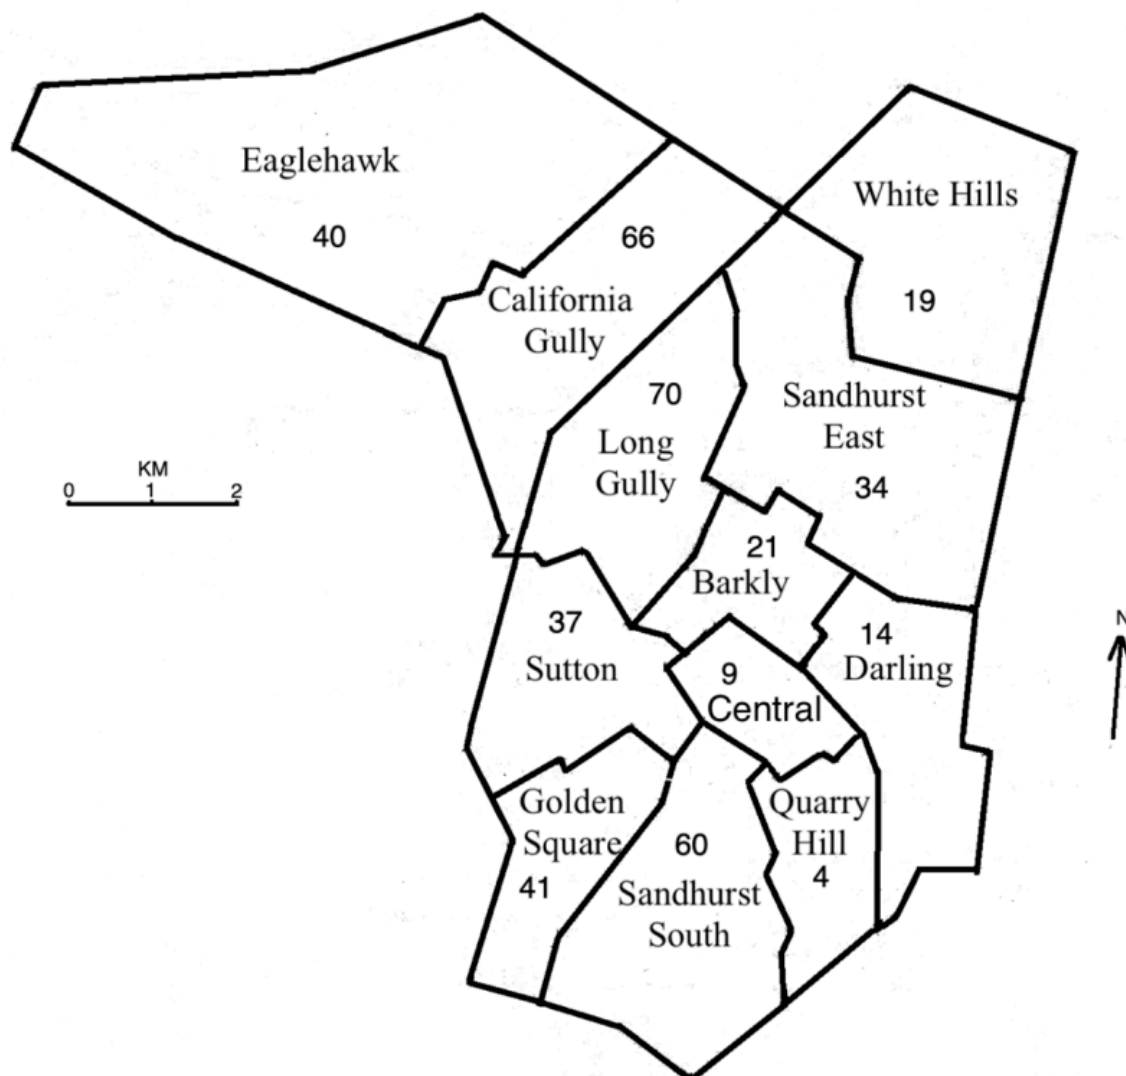 Eaglehawk
40
66
California
Gully
White Hills
19
70
Long
Gully
Sandhurst
East
34
KM
0 1 2
21
Barkly
37
Sutton
14
Darling
N
9
Central
Golden
Square
41
60
Sandhurst
South
Quarry
Hill
4